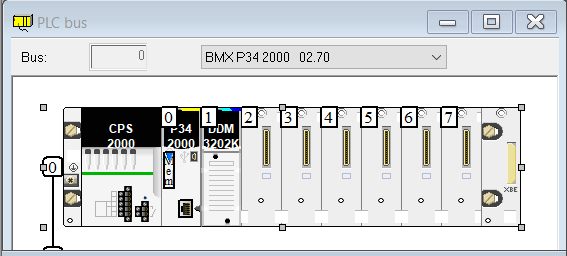 PLC bus
Bus: 0 BMX P34 2000 02.70
0 1 2 3 4 5 6 7
CPS P34 DDM
2000 2000 3202K
0
XBE